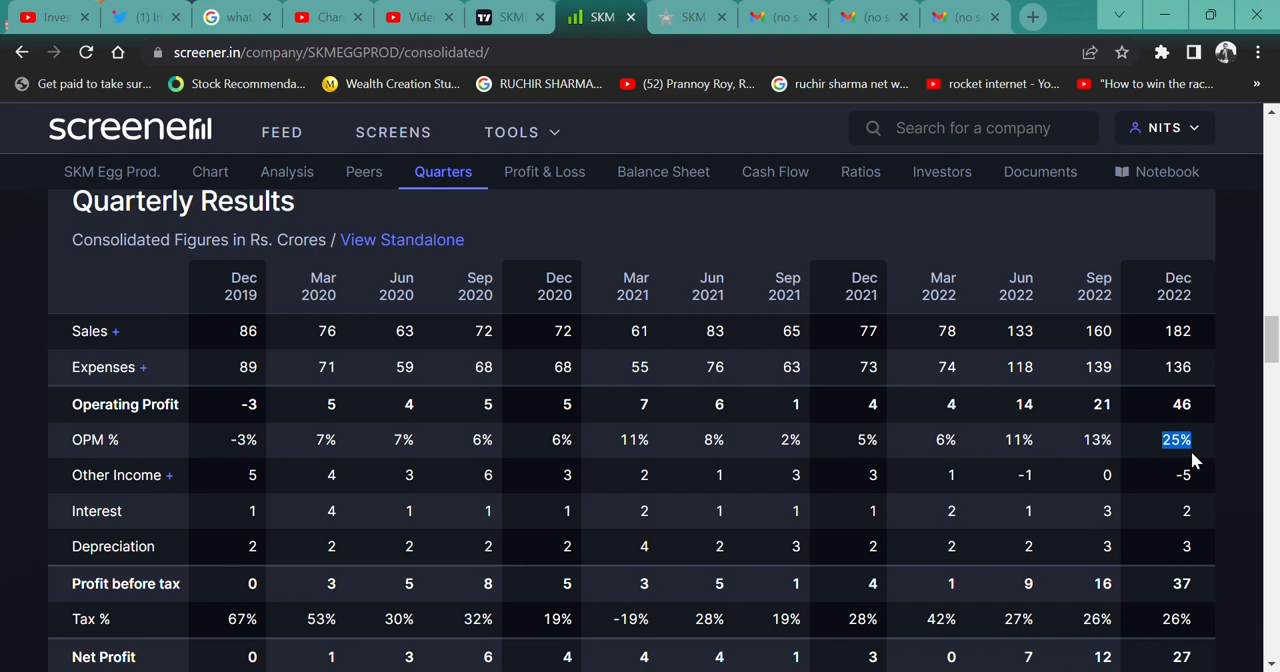 Inves
(1) In
what
Chan
Vide
SKM
SKM
SKM
(no s
(no s
(no s
screener.in/company/SKMEGGPROD/consolidated/
Get paid to take sur... Stock Recommenda... Wealth Creation Stu... RUCHIR SHARMA... (52) Prannoy Roy, R... ruchir sharma net w... rocket internet - Yo... "How to win the rac... »
screener FEED SCREENS TOOLS Search for a company NITS
SKM Egg Prod. Chart Analysis Peers Quarters Profit & Loss Balance Sheet Cash Flow Ratios Investors Documents Notebook
Quarterly Results
Consolidated Figures in Rs. Crores / View Standalone
Dec 2019 Mar 2020 Jun 2020 Sep 2020 Dec 2020 Mar 2021 Jun 2021 Sep 2021 Dec 2021 Mar 2022 Jun 2022 Sep 2022 Dec 2022
Sales + 86 76 63 72 72 61 83 65 77 78 133 160 182
Expenses + 89 71 59 68 68 55 76 63 73 74 118 139 136
Operating Profit -3 5 4 5 5 7 6 1 4 4 14 21 46
OPM % -3% 7% 7% 6% 6% 11% 8% 2% 5% 6% 11% 13% 25%
Other Income + 5 4 3 6 3 2 1 3 3 1 -1 0 -5
Interest 1 4 1 1 1 2 1 1 1 2 1 3 2
Depreciation 2 2 2 2 2 4 2 3 2 2 2 3 3
Profit before tax 0 3 5 8 5 3 5 1 4 1 9 16 37
Tax % 67% 53% 30% 32% 19% -19% 28% 19% 28% 42% 27% 26% 26%
Net Profit 0 1 3 6 4 4 4 1 3 0 7 12 27